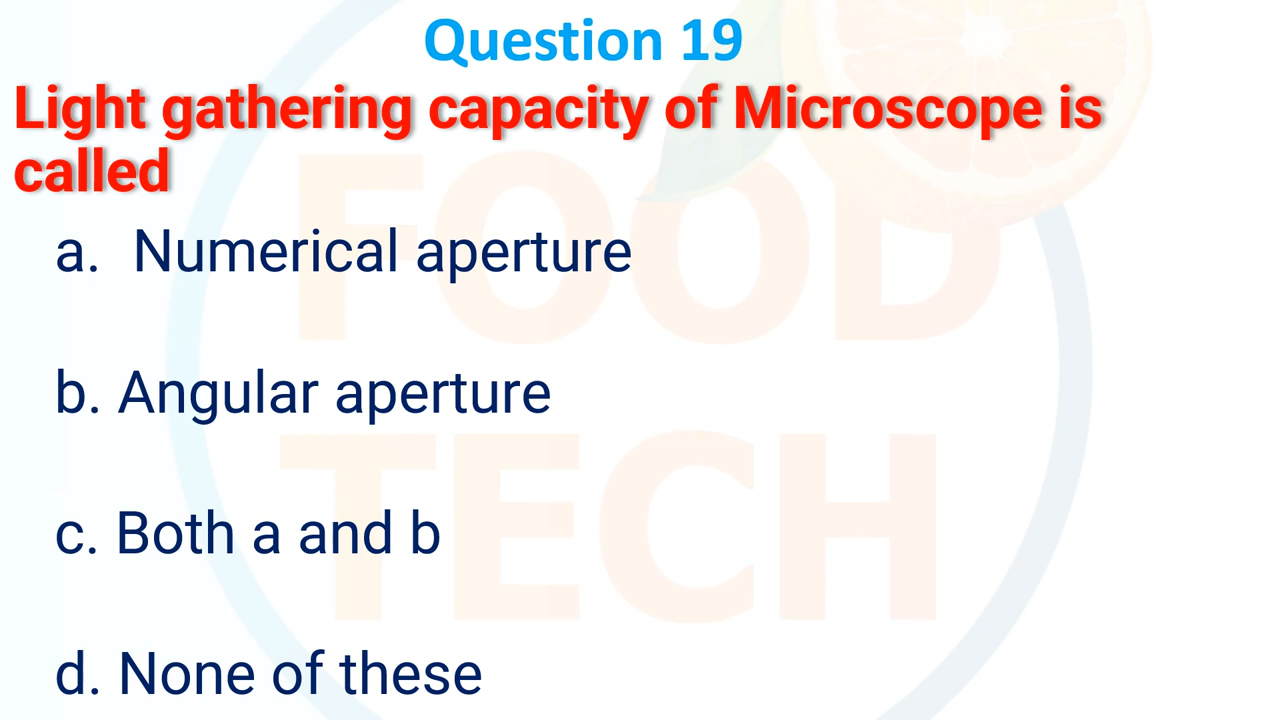 Question 19
Light gathering capacity of Microscope is
called
a. Numerical aperture
b. Angular aperture
c. Both a and b
d. None of these
FOOD
TECH